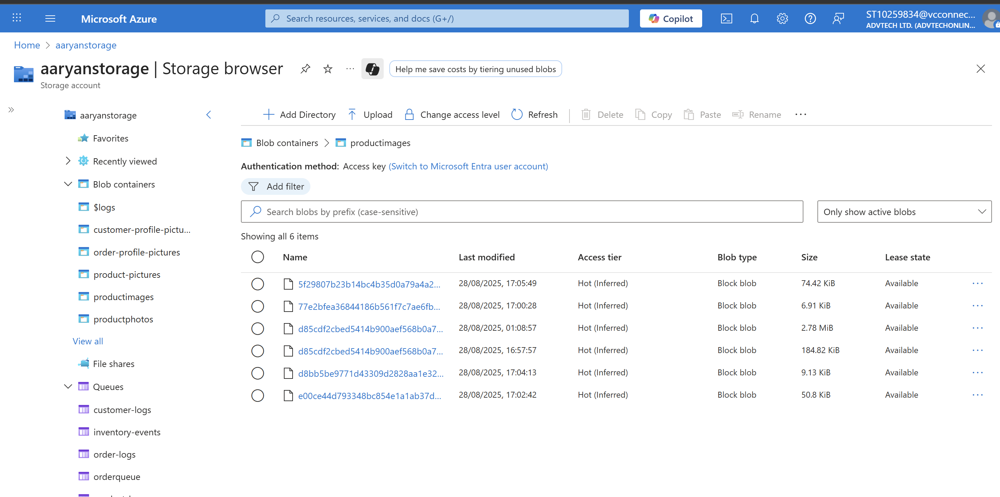 Microsoft Azure
Search resources, services, and docs (G+/)
Copilot
ST10259834@vcconnec...
ADVTECH LTD. (ADVTECHONLIN...
Home > aaryanstorage
aaryanstorage | Storage browser
Help me save costs by tiering unused blobs
Storage account
aaryanstorage
Favorites
Recently viewed
Blob containers
$logs
customer-profile-pictu...
order-profile-pictures
product-pictures
productimages
productphotos
View all
File shares
Queues
customer-logs
inventory-events
order-logs
orderqueue
Add Directory Upload Change access level Refresh Delete Copy Paste Rename
Blob containers > productimages
Authentication method: Access key (Switch to Microsoft Entra user account)
Add filter
Search blobs by prefix (case-sensitive)
Only show active blobs
Showing all 6 items
Name Last modified Access tier Blob type Size Lease state
5f29807b23b14bc4b35d0a79a4a2... 28/08/2025, 17:05:49 Hot (Inferred) Block blob 74.42 KiB Available
77e2bfea36844186b561f7c7ae6fb... 28/08/2025, 17:00:28 Hot (Inferred) Block blob 6.91 KiB Available
d85cdf2cbed5414b900aef568b0a7... 28/08/2025, 01:08:57 Hot (Inferred) Block blob 2.78 MiB Available
d85cdf2cbed5414b900aef568b0a7... 28/08/2025, 16:57:57 Hot (Inferred) Block blob 184.82 KiB Available
d8bb5be9771d43309d2828aa1e32... 28/08/2025, 17:04:13 Hot (Inferred) Block blob 9.13 KiB Available
e00ce44d793348bc854e1a1ab37d... 28/08/2025, 17:02:42 Hot (Inferred) Block blob 50.8 KiB Available